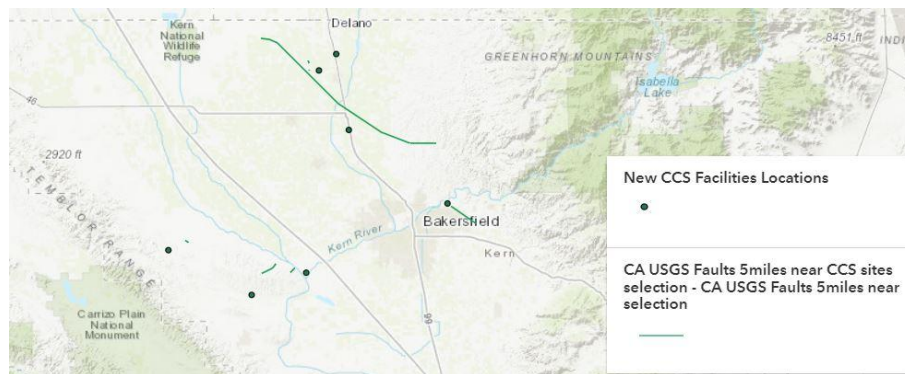 Kern
National
Wildlife
Refuge
Delano
GREENHORN MOUNTAINS
8451 ft
INDI
Isabella
Lake
46
2920 ft
TEMBLOR RANGE
New CCS Facilities Locations
Bakersfield
Kern River
Kern
CA USGS Faults 5miles near CCS sites
selection - CA USGS Faults 5miles near
selection
Carrizo Plain
National
Monument
99